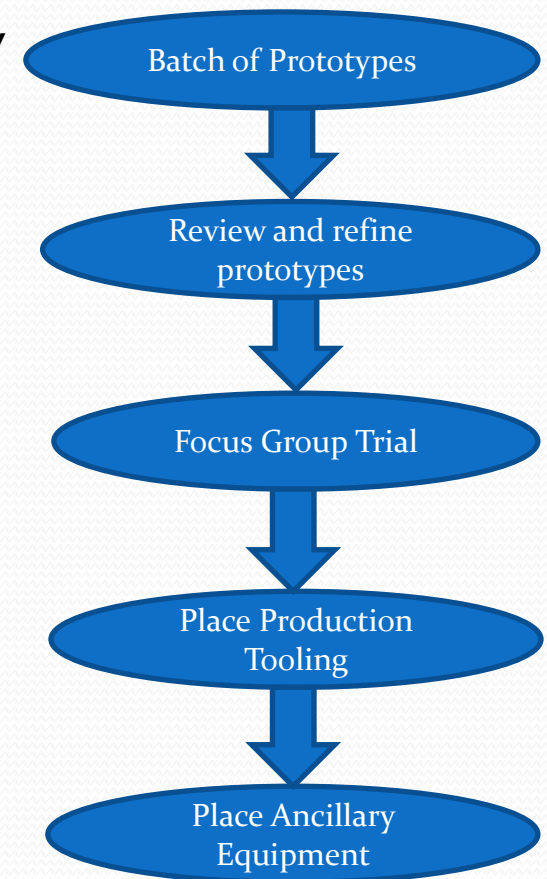 Batch of Prototypes
Review and refine
prototypes
Focus Group Trial
Place Production
Tooling
Place Ancillary
Equipment